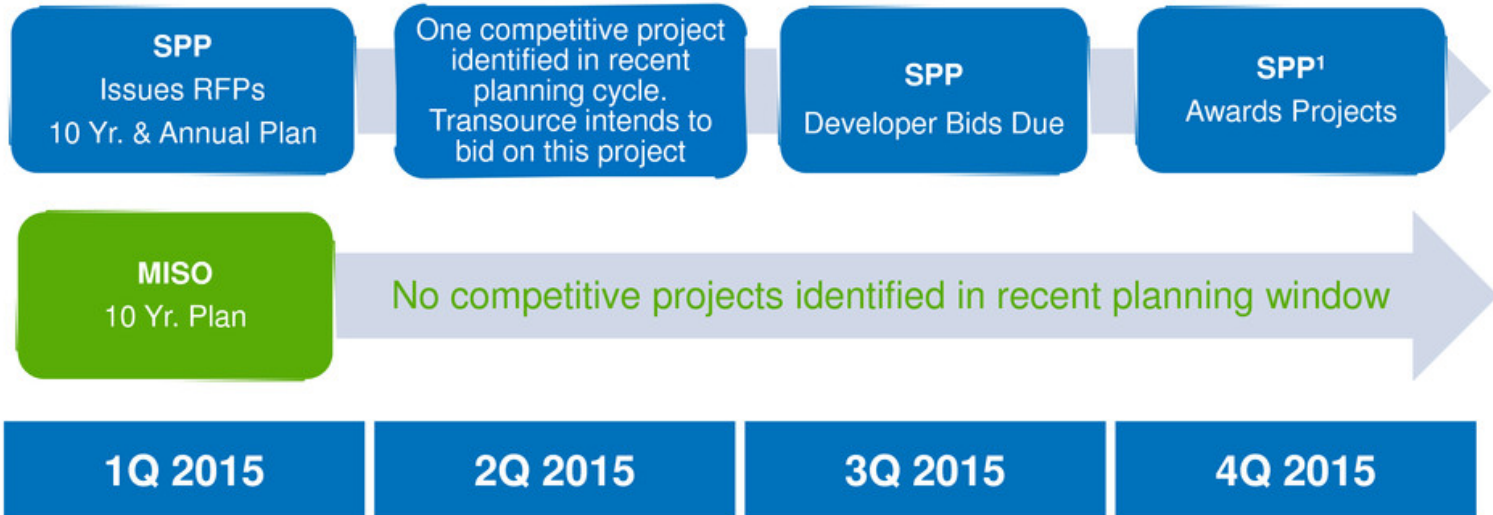 SPP
Issues RFPs
10 Yr. & Annual Plan
One competitive project
identified in recent
planning cycle.
Transource intends to
bid on this project
SPP
Developer Bids Due
SPP¹
Awards Projects
MISO
10 Yr. Plan
No competitive projects identified in recent planning window
1Q 2015
2Q 2015
3Q 2015
4Q 2015